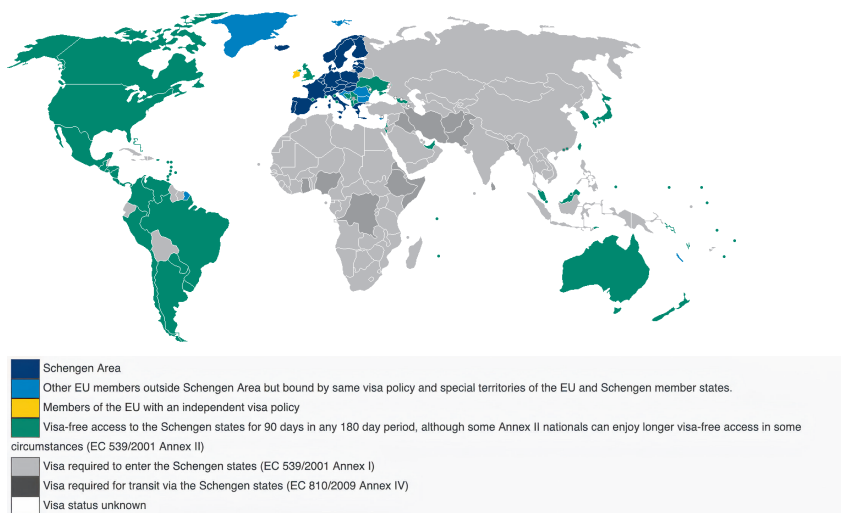 Schengen Area
Other EU members outside Schengen Area but bound by same visa policy and special territories of the EU and Schengen member states.
Members of the EU with an independent visa policy
Visa-free access to the Schengen states for 90 days in any 180 day period, although some Annex II nationals can enjoy longer visa-free access in some
circumstances (EC 539/2001 Annex II)
Visa required to enter the Schengen states (EC 539/2001 Annex I)
Visa required for transit via the Schengen states (EC 810/2009 Annex IV)
Visa status unknown